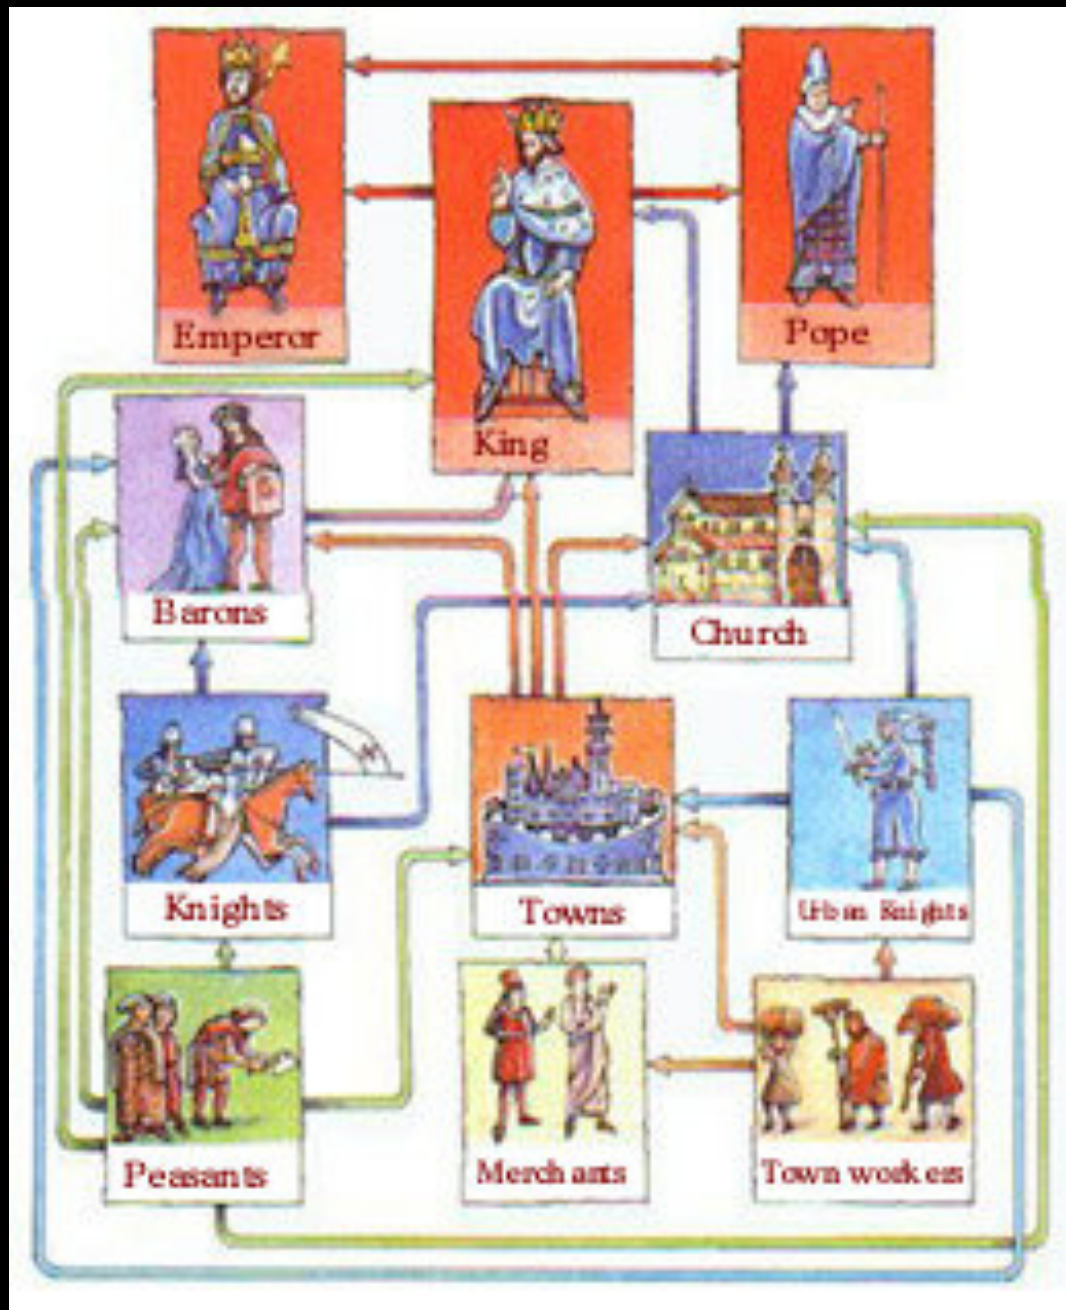 Emperor
Pope
King
Barons
Church
Knights
Towns
Urban Knights
Peasants
Merchants
Town workers